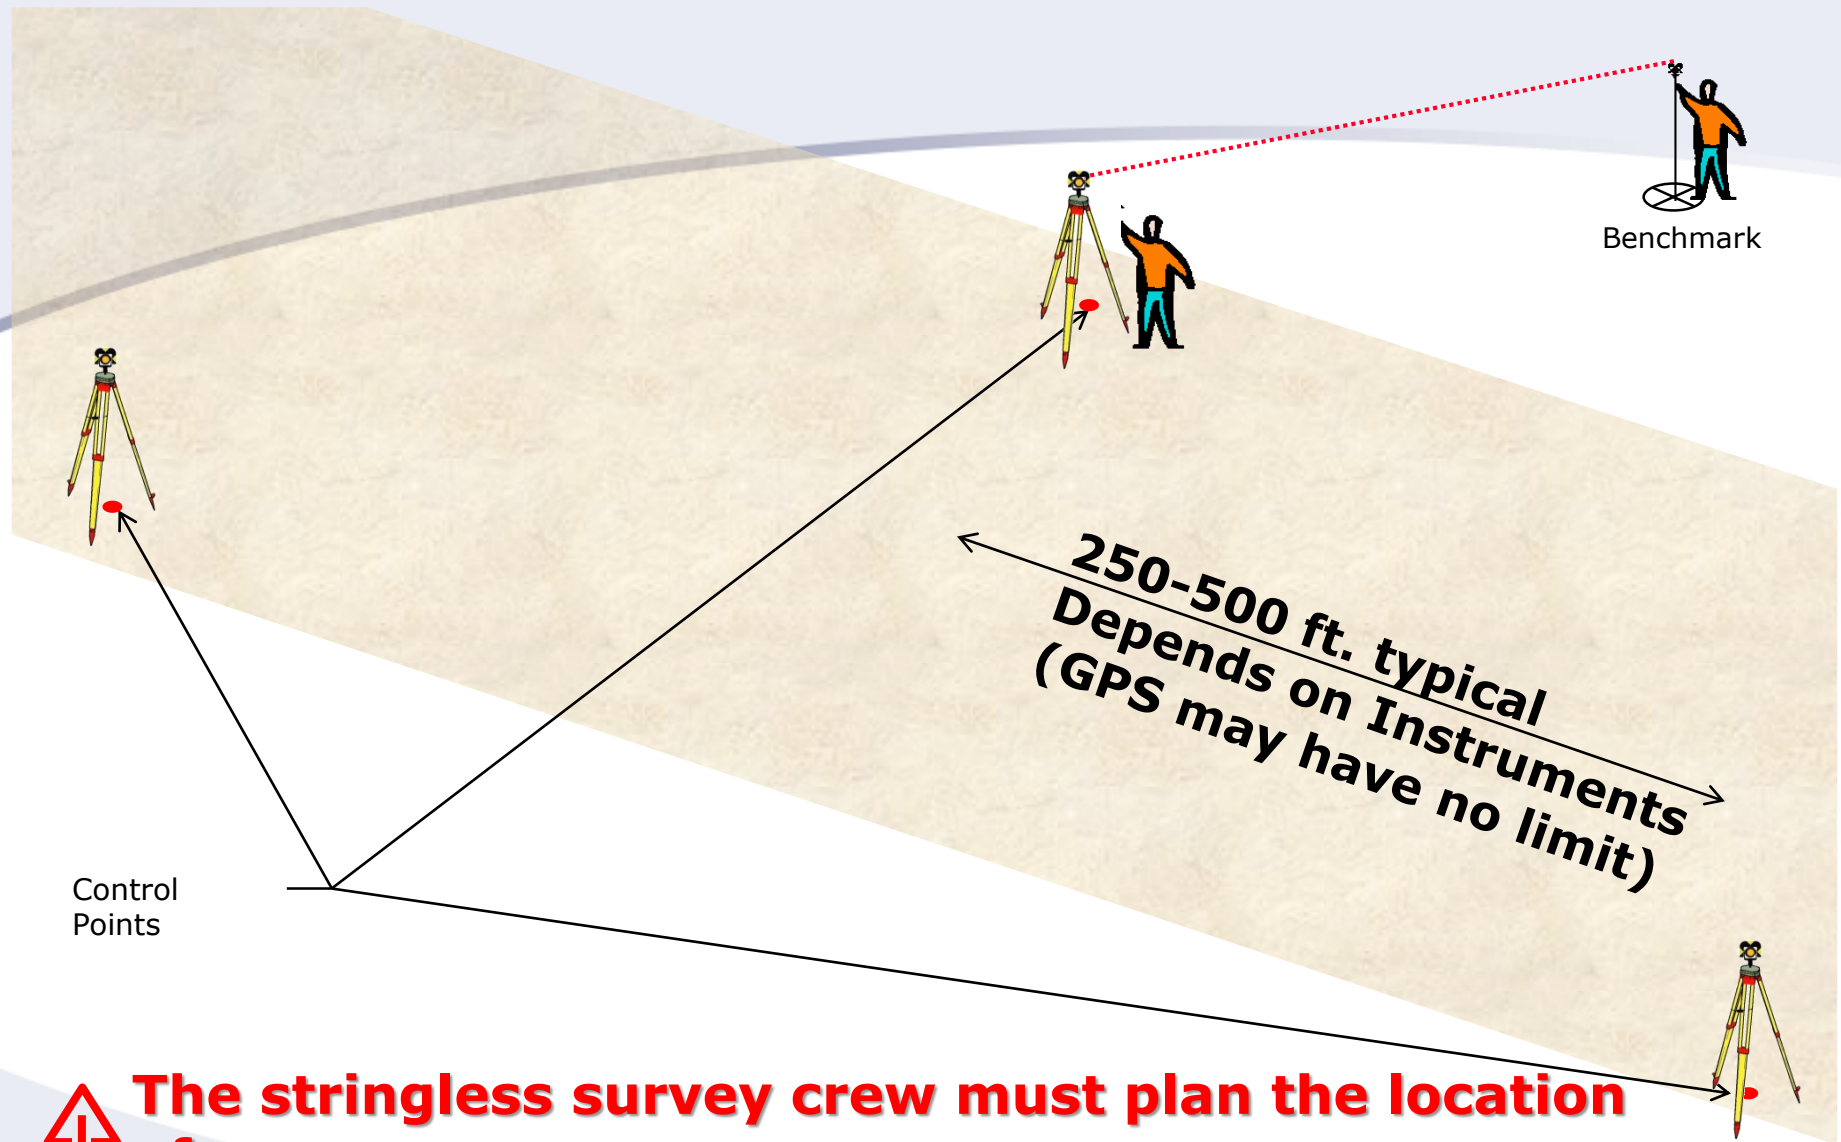 Benchmark
250-500 ft. typical
Depends on Instruments
(GPS may have no limit)
Control
Points
The stringless survey crew must plan the location